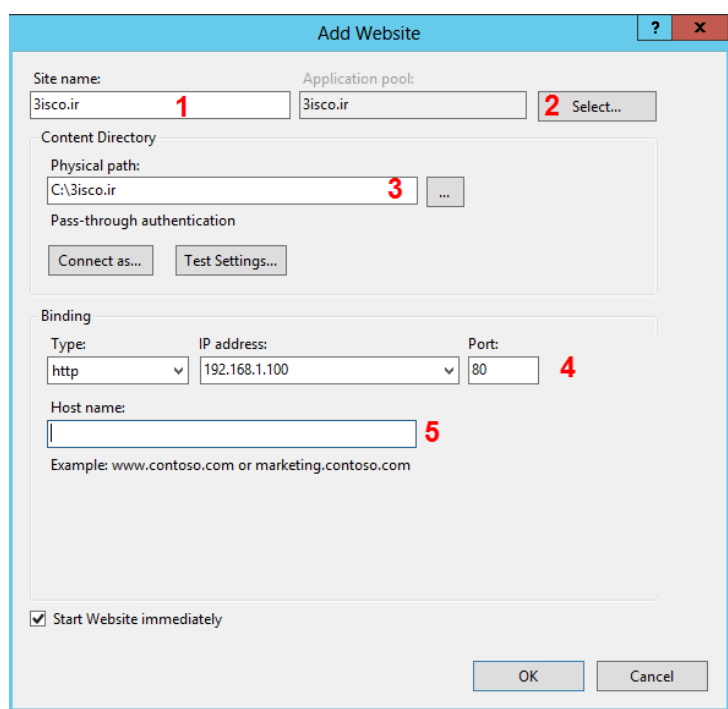 Add Website
?
x
Site name:
Application pool:
3isco.ir
1
3isco.ir
2
Select...
Content Directory
Physical path:
C:\3isco.ir
3
...
Pass-through authentication
Connect as...
Test Settings...
Binding
Type:
IP address:
Port:
http
192.168.1.100
80
4
Host name:
5
Example: www.contoso.com or marketing.contoso.com
Start Website immediately
OK
Cancel